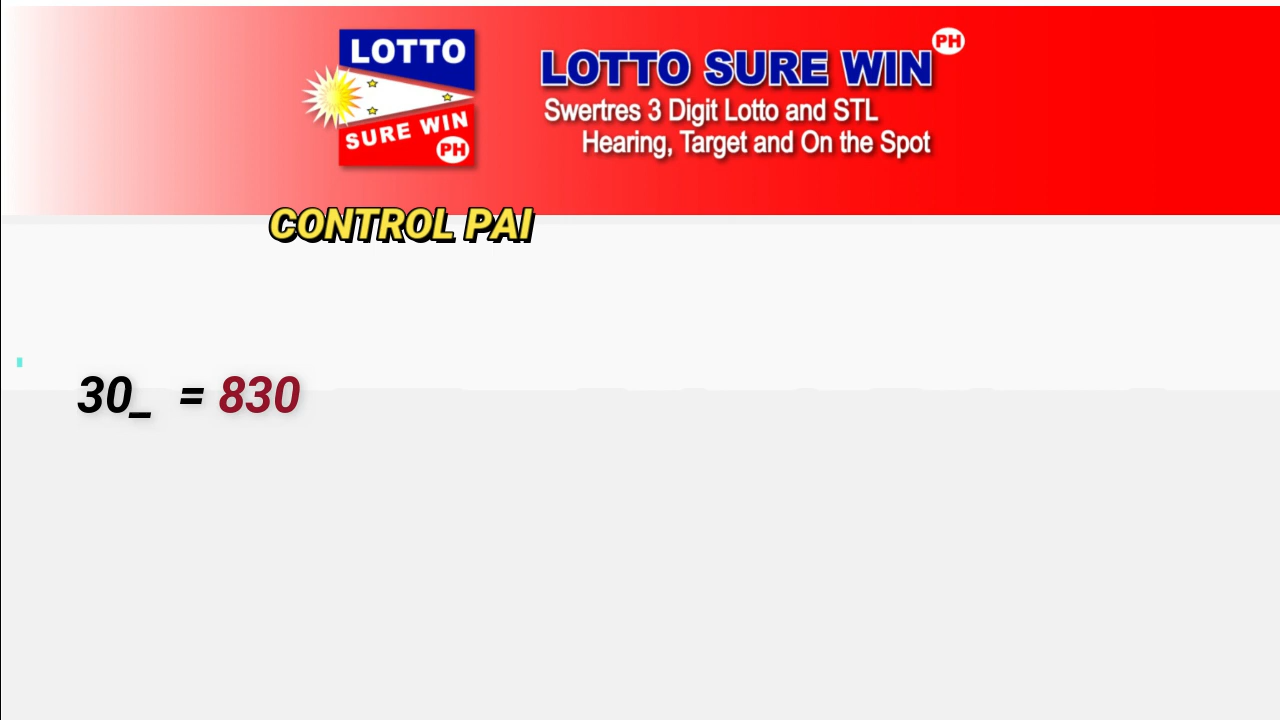 LOTTO
SURE WIN
PH
LOTTO SURE WIN PH
Swertres 3 Digit Lotto and STL
Hearing, Target and On the Spot
CONTROL PAI
30_ = 830